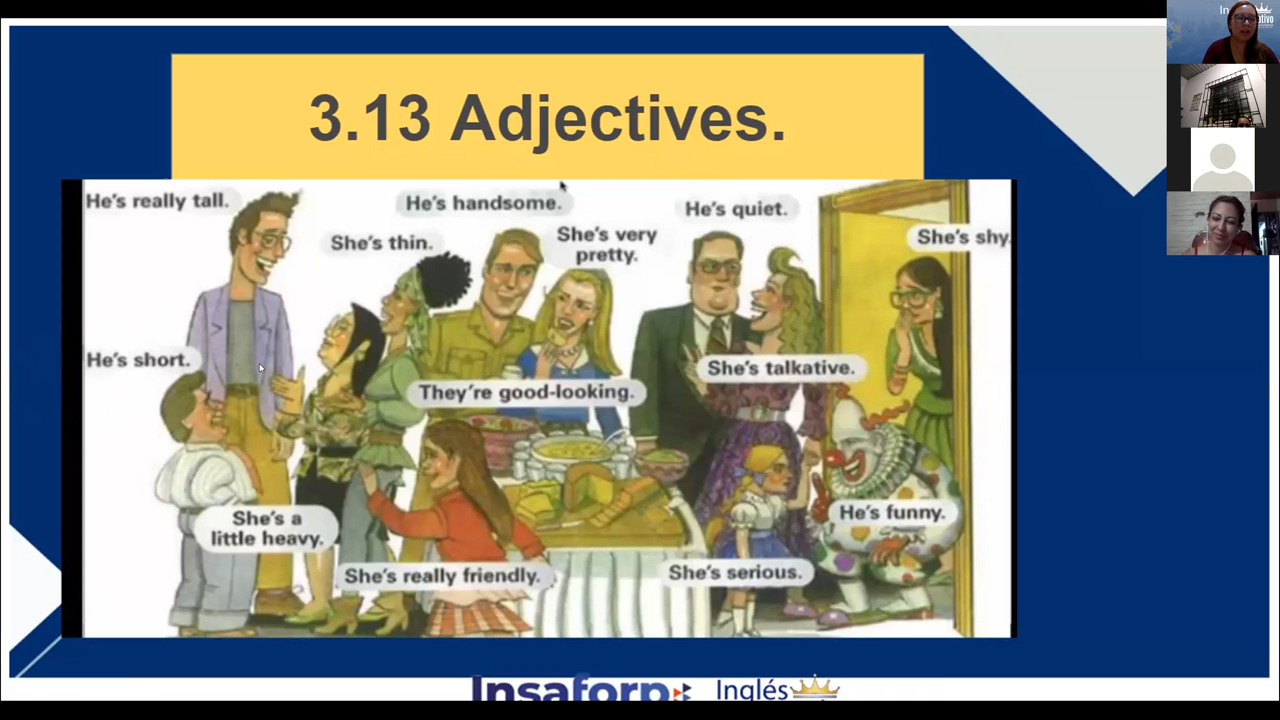 3.13 Adjectives.
He's really tall.
He's handsome.
She's thin.
She's very
pretty.
He's quiet.
She's shy.
He's short.
They're good-looking.
She's talkative.
She's a
little heavy.
She's really friendly.
She's serious.
He's funny.
Insaforp
Inglés